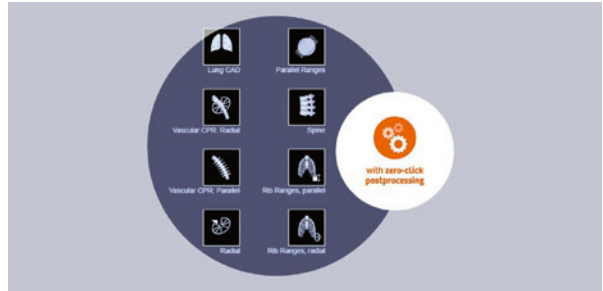 Lung CAD
Parallel Ranges
Vascular CPR: Radial
Spine
Vascular CPR: Parallel
Rib Ranges, parallel
Radial
Rib Ranges, radial
with zero-click
postprocessing